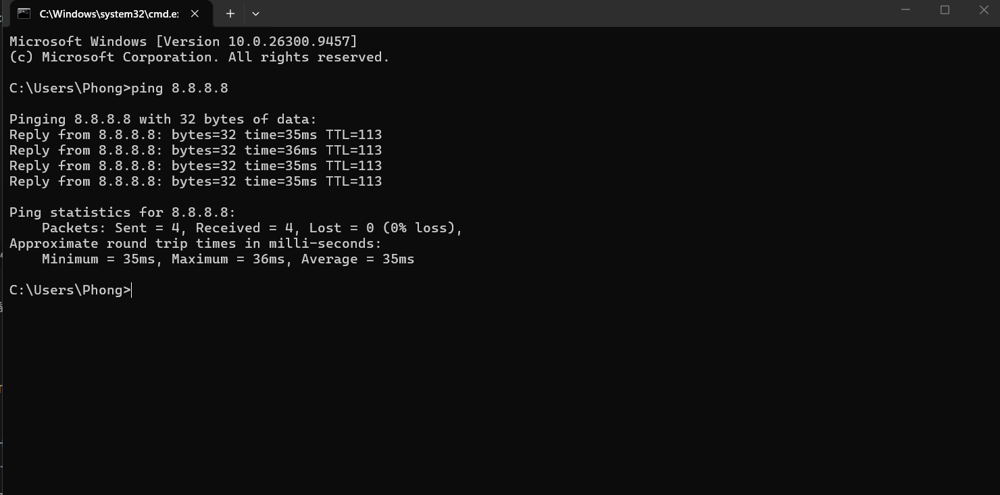 C:\Windows\system32\cmd.e
Microsoft Windows [Version 10.0.26300.9457]
(c) Microsoft Corporation. All rights reserved.
C:\Users\Phong>ping 8.8.8.8
Pinging 8.8.8.8 with 32 bytes of data:
Reply from 8.8.8.8: bytes=32 time=35ms TTL=113
Reply from 8.8.8.8: bytes=32 time=36ms TTL=113
Reply from 8.8.8.8: bytes=32 time=35ms TTL=113
Reply from 8.8.8.8: bytes=32 time=35ms TTL=113
Ping statistics for 8.8.8.8:
    Packets: Sent = 4, Received = 4, Lost = 0 (0% loss),
Approximate round trip times in milli-seconds:
    Minimum = 35ms, Maximum = 36ms, Average = 35ms
C:\Users\Phong>